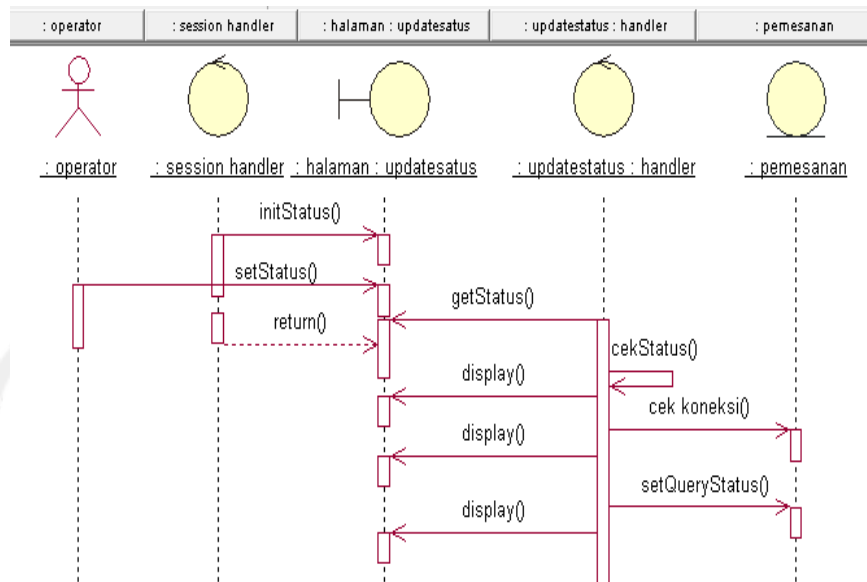 : operator
: session handler
: halaman : updatesatus
: updatestatus : handler
: pemesanan
: operator
: session handler
: halaman : updatesatus
: updatestatus : handler
: pemesanan
initStatus()
setStatus()
getStatus()
return()
cekStatus()
display()
cek koneksi()
display()
setQueryStatus()
display()